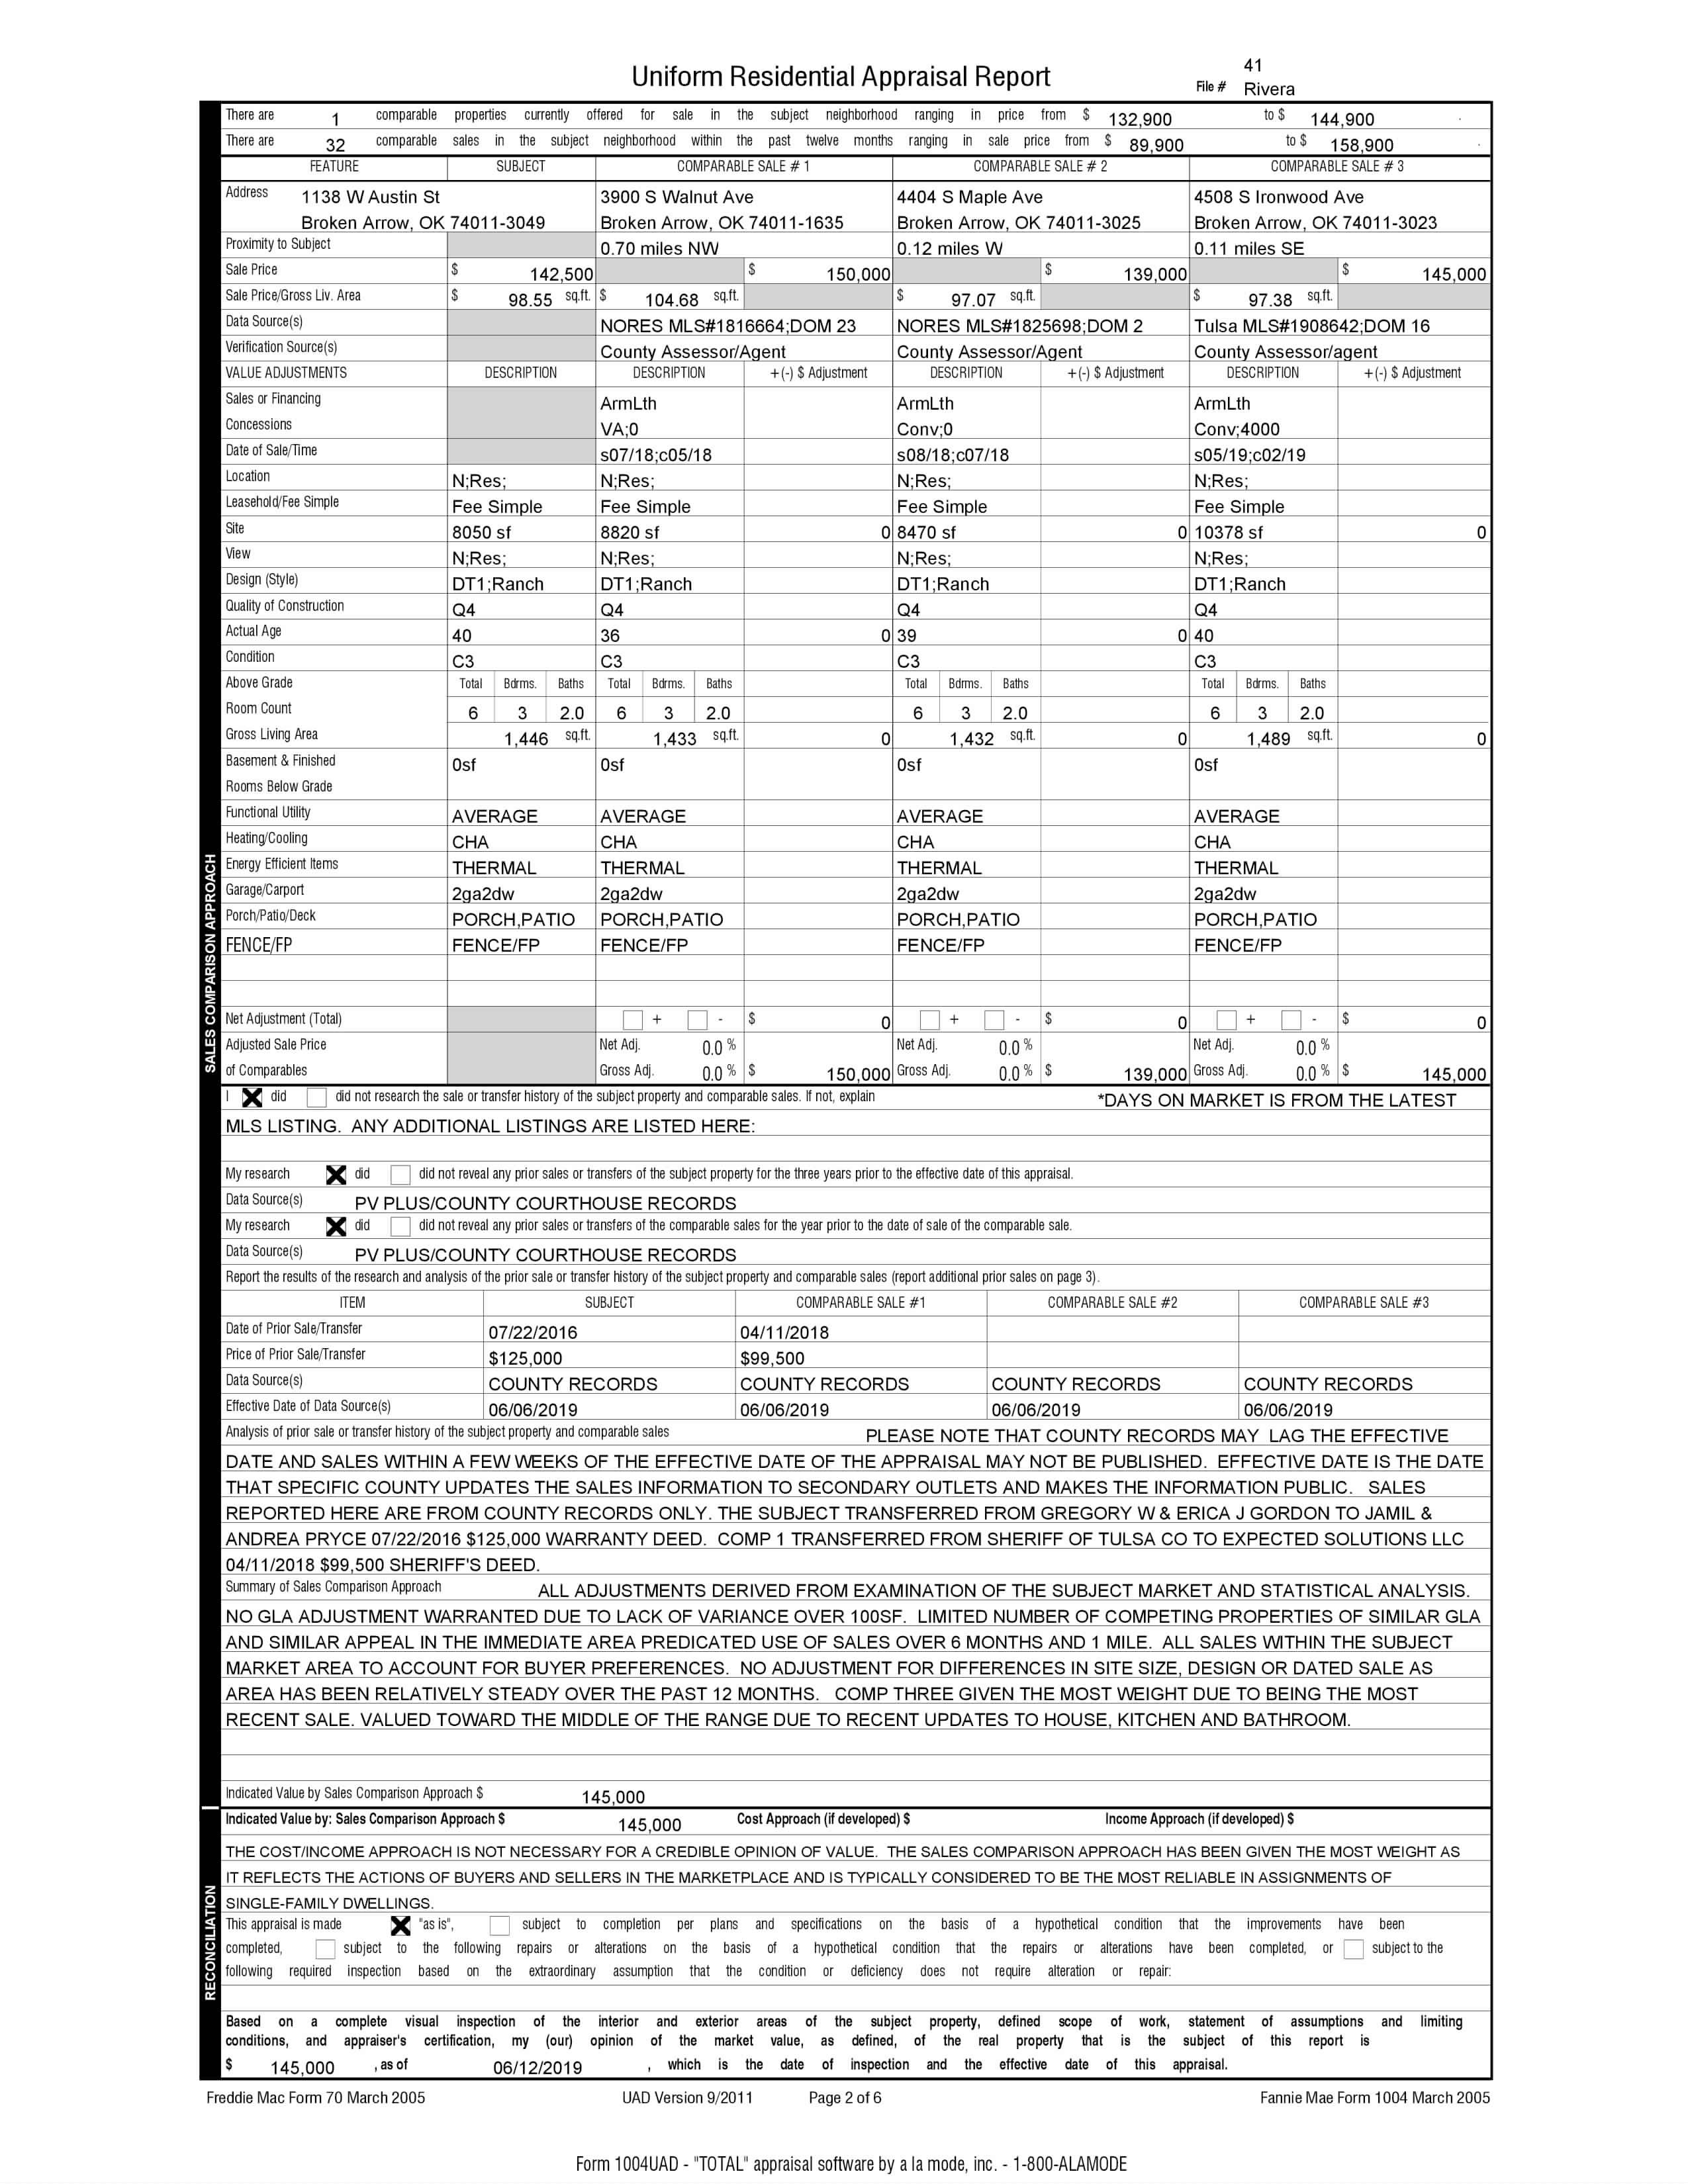 Uniform Residential Appraisal Report
41
File # Rivera
There are 1 comparable properties currently offered for sale in the subject neighborhood ranging in price from $ 132,900 to $ 144,900 .
There are 32 comparable sales in the subject neighborhood within the past twelve months ranging in sale price from $ 89,900 to $ 158,900 .
FEATURE SUBJECT COMPARABLE SALE # 1 COMPARABLE SALE # 2 COMPARABLE SALE # 3
Address 1138 W Austin St 3900 S Walnut Ave 4404 S Maple Ave 4508 S Ironwood Ave
Broken Arrow, OK 74011-3049 Broken Arrow, OK 74011-1635 Broken Arrow, OK 74011-3025 Broken Arrow, OK 74011-3023
Proximity to Subject 0.70 miles NW 0.12 miles W 0.11 miles SE
Sale Price $ 142,500 $ 150,000 $ 139,000 $ 145,000
Sale Price/Gross Liv. Area $ 98.55 sq.ft. $ 104.68 sq.ft. $ 97.07 sq.ft. $ 97.38 sq.ft.
Data Source(s) NORES MLS#1816664;DOM 23 NORES MLS#1825698;DOM 2 Tulsa MLS#1908642;DOM 16
Verification Source(s) County Assessor/Agent County Assessor/Agent County Assessor/agent
VALUE ADJUSTMENTS DESCRIPTION DESCRIPTION +(-) $ Adjustment DESCRIPTION +(-) $ Adjustment DESCRIPTION +(-) $ Adjustment
Sales or Financing ArmLth ArmLth ArmLth
Concessions VA;0 Conv;0 Conv;4000
Date of Sale/Time s07/18;c05/18 s08/18;c07/18 s05/19;c02/19
Location N;Res; N;Res; N;Res; N;Res;
Leasehold/Fee Simple Fee Simple Fee Simple Fee Simple Fee Simple
Site 8050 sf 8820 sf 0 8470 sf 0 10378 sf 0
View N;Res; N;Res; N;Res; N;Res;
Design (Style) DT1;Ranch DT1;Ranch DT1;Ranch DT1;Ranch
Quality of Construction Q4 Q4 Q4 Q4
Actual Age 40 36 0 39 0 40
Condition C3 C3 C3 C3
Above Grade Total Bdrms. Baths Total Bdrms. Baths Total Bdrms. Baths Total Bdrms. Baths
Room Count 6 3 2.0 6 3 2.0 6 3 2.0 6 3 2.0
Gross Living Area 1,446 sq.ft. 1,433 sq.ft. 0 1,432 sq.ft. 0 1,489 sq.ft. 0
Basement & Finished 0sf 0sf 0sf 0sf
Rooms Below Grade
Functional Utility AVERAGE AVERAGE AVERAGE AVERAGE
Heating/Cooling CHA CHA CHA CHA
Energy Efficient Items THERMAL THERMAL THERMAL THERMAL
Garage/Carport 2ga2dw 2ga2dw 2ga2dw 2ga2dw
Porch/Patio/Deck PORCH,PATIO PORCH,PATIO PORCH,PATIO PORCH,PATIO
FENCE/FP FENCE/FP FENCE/FP FENCE/FP FENCE/FP
Net Adjustment (Total) + - $ 0 + - $ 0 + - $ 0
Adjusted Sale Price Net Adj. 0.0 % Net Adj. 0.0 % Net Adj. 0.0 %
of Comparables Gross Adj. 0.0 % $ 150,000 Gross Adj. 0.0 % $ 139,000 Gross Adj. 0.0 % $ 145,000
SALES COMPARISON APPROACH
I X did did not research the sale or transfer history of the subject property and comparable sales. If not, explain *DAYS ON MARKET IS FROM THE LATEST
MLS LISTING. ANY ADDITIONAL LISTINGS ARE LISTED HERE:
My research X did did not reveal any prior sales or transfers of the subject property for the three years prior to the effective date of this appraisal.
Data Source(s) PV PLUS/COUNTY COURTHOUSE RECORDS
My research X did did not reveal any prior sales or transfers of the comparable sales for the year prior to the date of sale of the comparable sale.
Data Source(s) PV PLUS/COUNTY COURTHOUSE RECORDS
Report the results of the research and analysis of the prior sale or transfer history of the subject property and comparable sales (report additional prior sales on page 3).
ITEM SUBJECT COMPARABLE SALE #1 COMPARABLE SALE #2 COMPARABLE SALE #3
Date of Prior Sale/Transfer 07/22/2016 04/11/2018
Price of Prior Sale/Transfer $125,000 $99,500
Data Source(s) COUNTY RECORDS COUNTY RECORDS COUNTY RECORDS COUNTY RECORDS
Effective Date of Data Source(s) 06/06/2019 06/06/2019 06/06/2019 06/06/2019
Analysis of prior sale or transfer history of the subject property and comparable sales PLEASE NOTE THAT COUNTY RECORDS MAY LAG THE EFFECTIVE
DATE AND SALES WITHIN A FEW WEEKS OF THE EFFECTIVE DATE OF THE APPRAISAL MAY NOT BE PUBLISHED. EFFECTIVE DATE IS THE DATE
THAT SPECIFIC COUNTY UPDATES THE SALES INFORMATION TO SECONDARY OUTLETS AND MAKES THE INFORMATION PUBLIC. SALES
REPORTED HERE ARE FROM COUNTY RECORDS ONLY. THE SUBJECT TRANSFERRED FROM GREGORY W & ERICA J GORDON TO JAMIL &
ANDREA PRYCE 07/22/2016 $125,000 WARRANTY DEED. COMP 1 TRANSFERRED FROM SHERIFF OF TULSA CO TO EXPECTED SOLUTIONS LLC
04/11/2018 $99,500 SHERIFF'S DEED.
Summary of Sales Comparison Approach ALL ADJUSTMENTS DERIVED FROM EXAMINATION OF THE SUBJECT MARKET AND STATISTICAL ANALYSIS.
NO GLA ADJUSTMENT WARRANTED DUE TO LACK OF VARIANCE OVER 100SF. LIMITED NUMBER OF COMPETING PROPERTIES OF SIMILAR GLA
AND SIMILAR APPEAL IN THE IMMEDIATE AREA PREDICATED USE OF SALES OVER 6 MONTHS AND 1 MILE. ALL SALES WITHIN THE SUBJECT
MARKET AREA TO ACCOUNT FOR BUYER PREFERENCES. NO ADJUSTMENT FOR DIFFERENCES IN SITE SIZE, DESIGN OR DATED SALE AS
AREA HAS BEEN RELATIVELY STEADY OVER THE PAST 12 MONTHS. COMP THREE GIVEN THE MOST WEIGHT DUE TO BEING THE MOST
RECENT SALE. VALUED TOWARD THE MIDDLE OF THE RANGE DUE TO RECENT UPDATES TO HOUSE, KITCHEN AND BATHROOM.
Indicated Value by Sales Comparison Approach $ 145,000
Indicated Value by: Sales Comparison Approach $ 145,000 Cost Approach (if developed) $ Income Approach (if developed) $
THE COST/INCOME APPROACH IS NOT NECESSARY FOR A CREDIBLE OPINION OF VALUE. THE SALES COMPARISON APPROACH HAS BEEN GIVEN THE MOST WEIGHT AS
IT REFLECTS THE ACTIONS OF BUYERS AND SELLERS IN THE MARKETPLACE AND IS TYPICALLY CONSIDERED TO BE THE MOST RELIABLE IN ASSIGNMENTS OF
SINGLE-FAMILY DWELLINGS.
RECONCILIATION
This appraisal is made X "as is", subject to completion per plans and specifications on the basis of a hypothetical condition that the improvements have been
completed, subject to the following repairs or alterations on the basis of a hypothetical condition that the repairs or alterations have been completed, or subject to the
following required inspection based on the extraordinary assumption that the condition or deficiency does not require alteration or repair:
Based on a complete visual inspection of the interior and exterior areas of the subject property, defined scope of work, statement of assumptions and limiting
conditions, and appraiser's certification, my (our) opinion of the market value, as defined, of the real property that is the subject of this report is
$ 145,000 , as of 06/12/2019 , which is the date of inspection and the effective date of this appraisal.
Freddie Mac Form 70 March 2005 UAD Version 9/2011 Page 2 of 6 Fannie Mae Form 1004 March 2005
Form 1004UAD - "TOTAL" appraisal software by a la mode, inc. - 1-800-ALAMODE